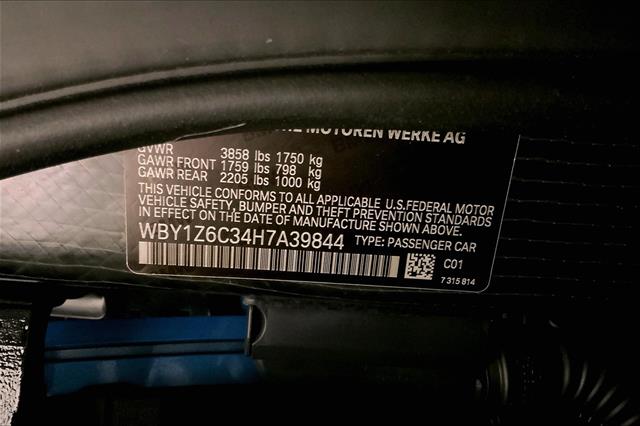 MOTOREN WERKE AG
GVWR 3858 lbs 1750 kg
GAWR FRONT 1759 lbs 798 kg
GAWR REAR 2205 lbs 1000 kg
THIS VEHICLE CONFORMS TO ALL APPLICABLE U.S.FEDERAL MOTOR
VEHICLE SAFETY, BUMPER AND THEFT PREVENTION STANDARDS
IN EFFECT ON THE DATE OF MANUFACTURE SHOWN ABOVE.
WBY1Z6C34H7A39844 TYPE: PASSENGER CAR
C01
7 315 814